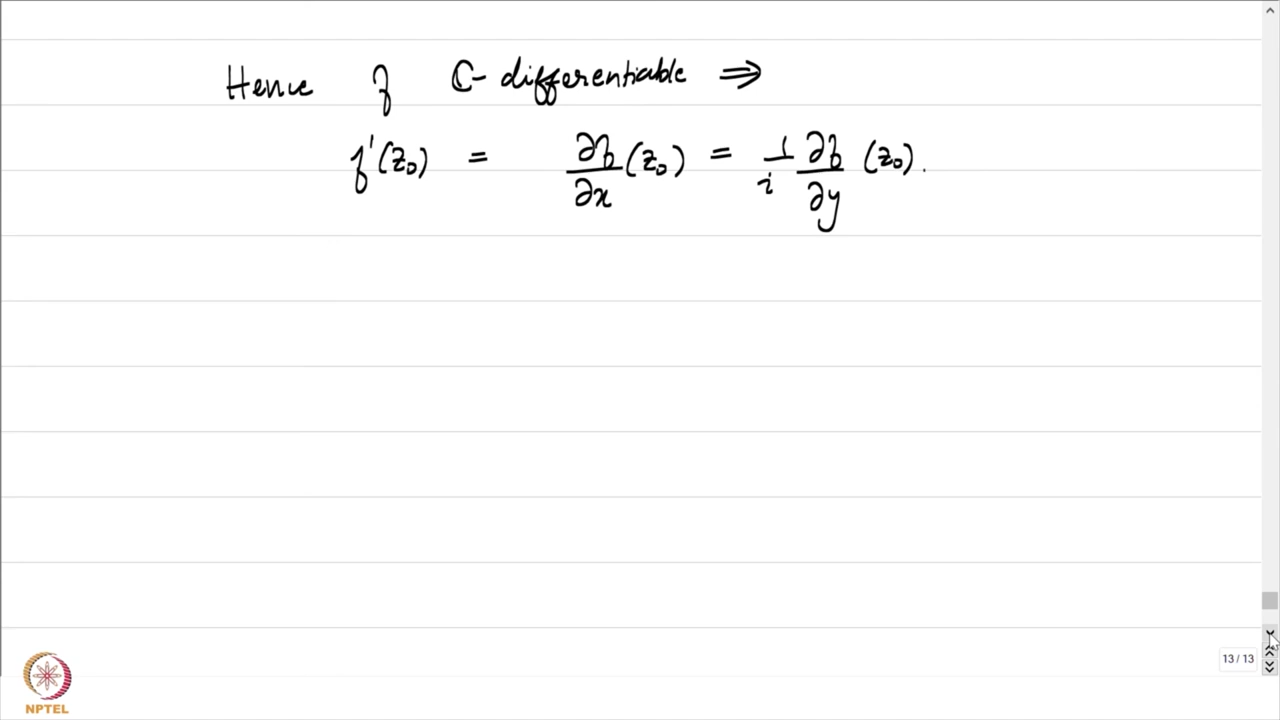 Hence f ℂ-differentiable ⇒
f'(z₀) = ∂f/∂x (z₀) = 1/i ∂f/∂y (z₀).
13 / 13
NPTEL